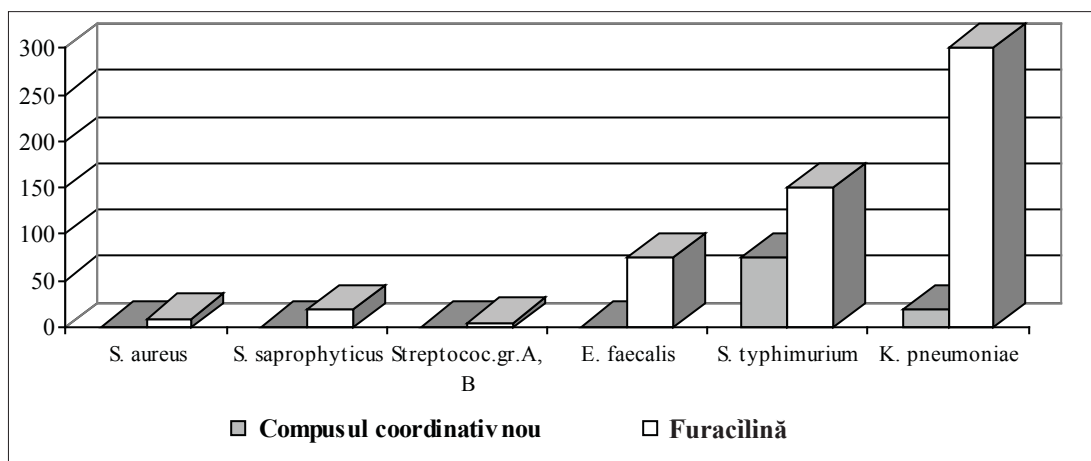 300
250
200
150
100
50
0
S. aureus S. saprophyticus Streptococ.gr.A, E. faecalis S. typhimurium K. pneumoniae
B
Compusul coordinativ nou Furacilină